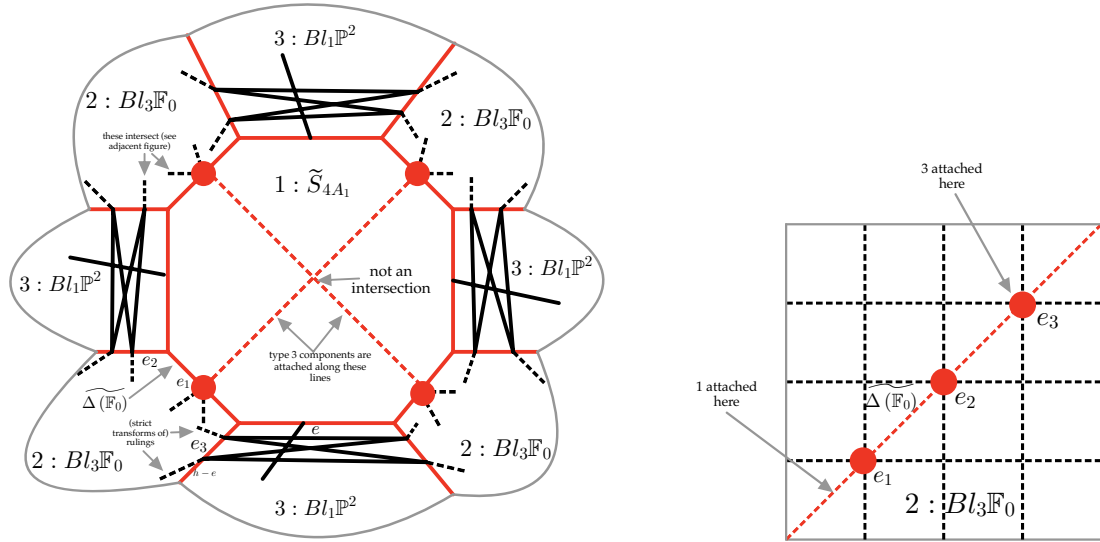 3 : Bl₁ℙ²
2 : Bl₃𝔽₀
2 : Bl₃𝔽₀
these intersect (see
adjacent figure)
1 : S̃₄A₁
3 : Bl₁ℙ²
not an
intersection
3 : Bl₁ℙ²
e₂
e₁
type 3 components are
attached along these
lines
Δ̃(𝔽₀)
(strict
transforms of)
rulings
e₃
e
h − e
2 : Bl₃𝔽₀
2 : Bl₃𝔽₀
3 : Bl₁ℙ²
3 attached
here
e₃
1 attached
here
Δ̃(𝔽₀)
e₂
e₁
2 : Bl₃𝔽₀